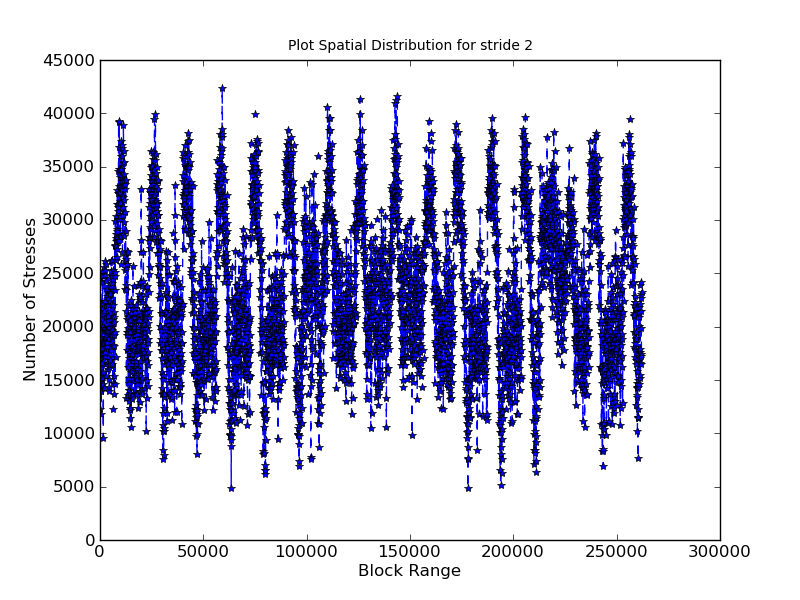 Plot Spatial Distribution for stride 2
45000
40000
35000
30000
25000
20000
15000
10000
5000
0
Number of Stresses
0 50000 100000 150000 200000 250000 300000
Block Range